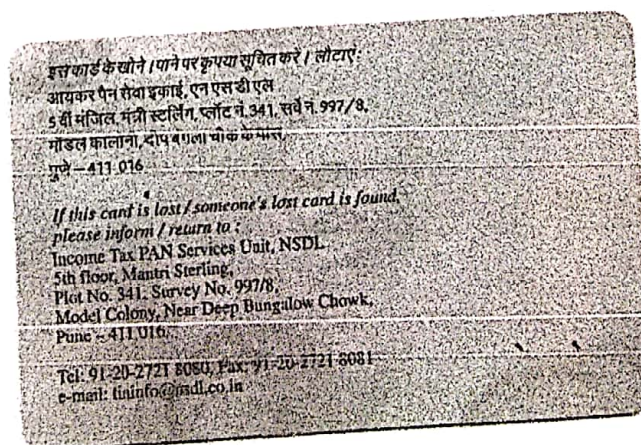 इस कार्ड के खोने / पाने पर कृपया सूचित करें / लौटाएं
आयकर पैन सेवा इकाई, एन एस डी एल
5 वीं मंजिल, मंत्री स्टर्लिंग, प्लॉट नं. 341, सर्वे नं. 997/8,
मॉडल कालोनी, दीप बंगला चौक के पास,
पुणे – 411 016
If this card is lost / someone's lost card is found,
please inform / return to :
Income Tax PAN Services Unit, NSDL
5th floor, Mantri Sterling,
Plot No. 341, Survey No. 997/8,
Model Colony, Near Deep Bungalow Chowk,
Pune – 411 016.
Tel: 91-20-2721 8080, Fax: 91-20-2721 8081
e-mail: tininfo@nsdl.co.in